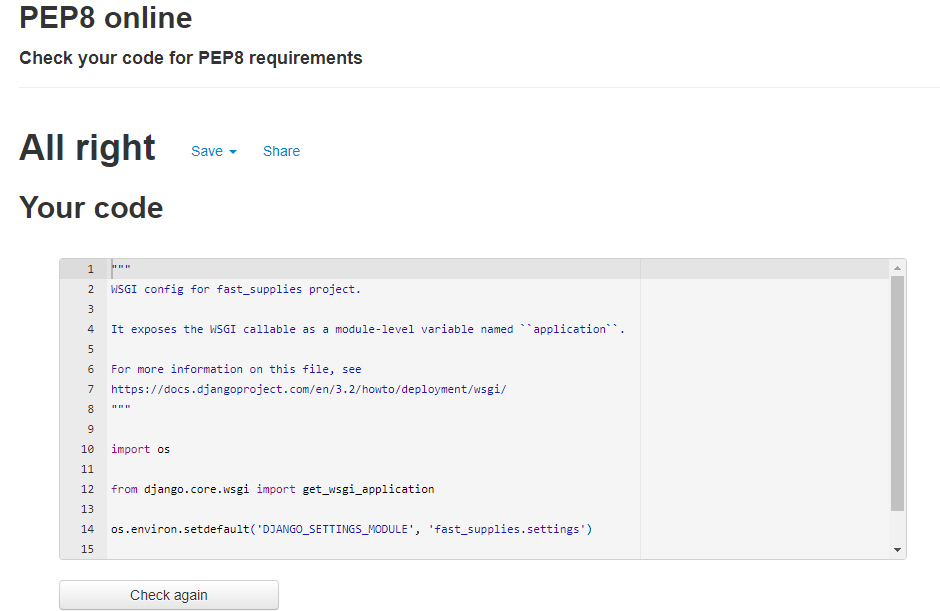 PEP8 online
Check your code for PEP8 requirements
All right Save Share
Your code
1 """
2 WSGI config for fast_supplies project.
3
4 It exposes the WSGI callable as a module-level variable named ``application``.
5
6 For more information on this file, see
7 https://docs.djangoproject.com/en/3.2/howto/deployment/wsgi/
8 """
9
10 import os
11
12 from django.core.wsgi import get_wsgi_application
13
14 os.environ.setdefault('DJANGO_SETTINGS_MODULE', 'fast_supplies.settings')
15
Check again